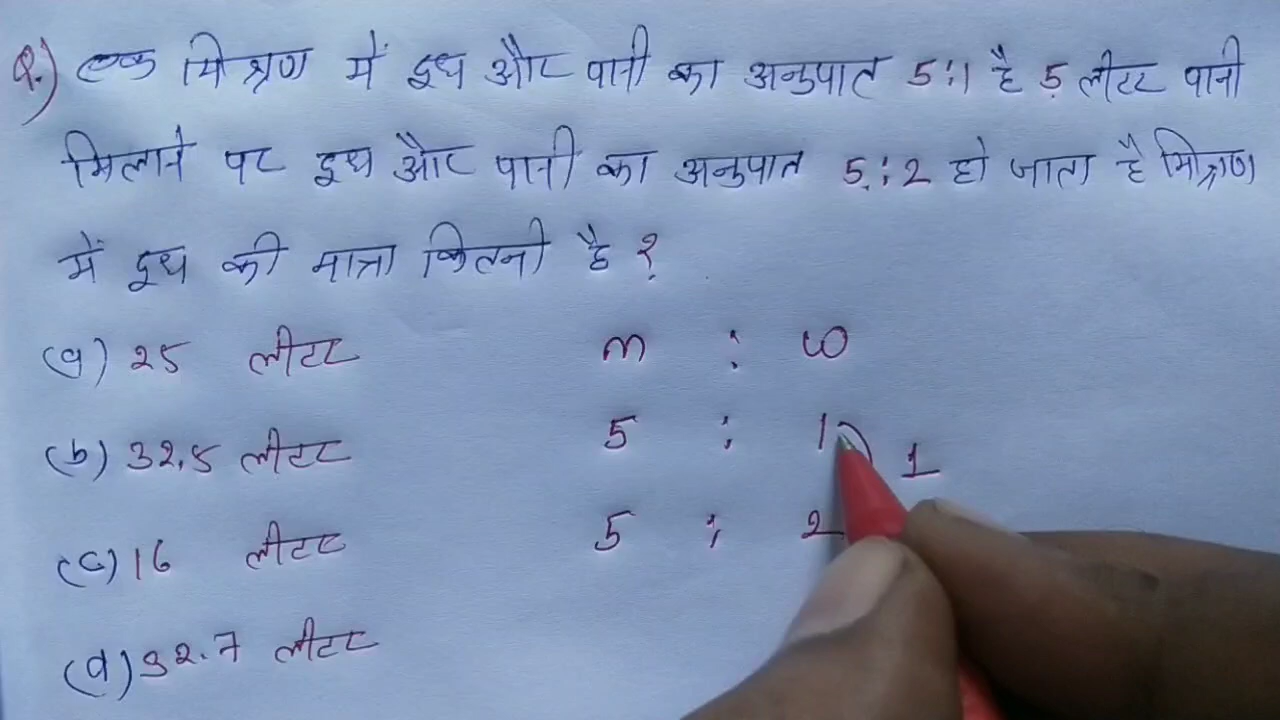 Q.) एक मिश्रण में दूध और पानी का अनुपात 5:1 है 5 लीटर पानी
मिलाने पर दूध और पानी का अनुपात 5:2 हो जाता है मिश्रण
में दूध की मात्रा कितनी है ?
(a) 25 लीटर
(b) 32.5 लीटर
(c) 16 लीटर
(d) 32.7 लीटर
m : w
5 : 1
1
5 : 2